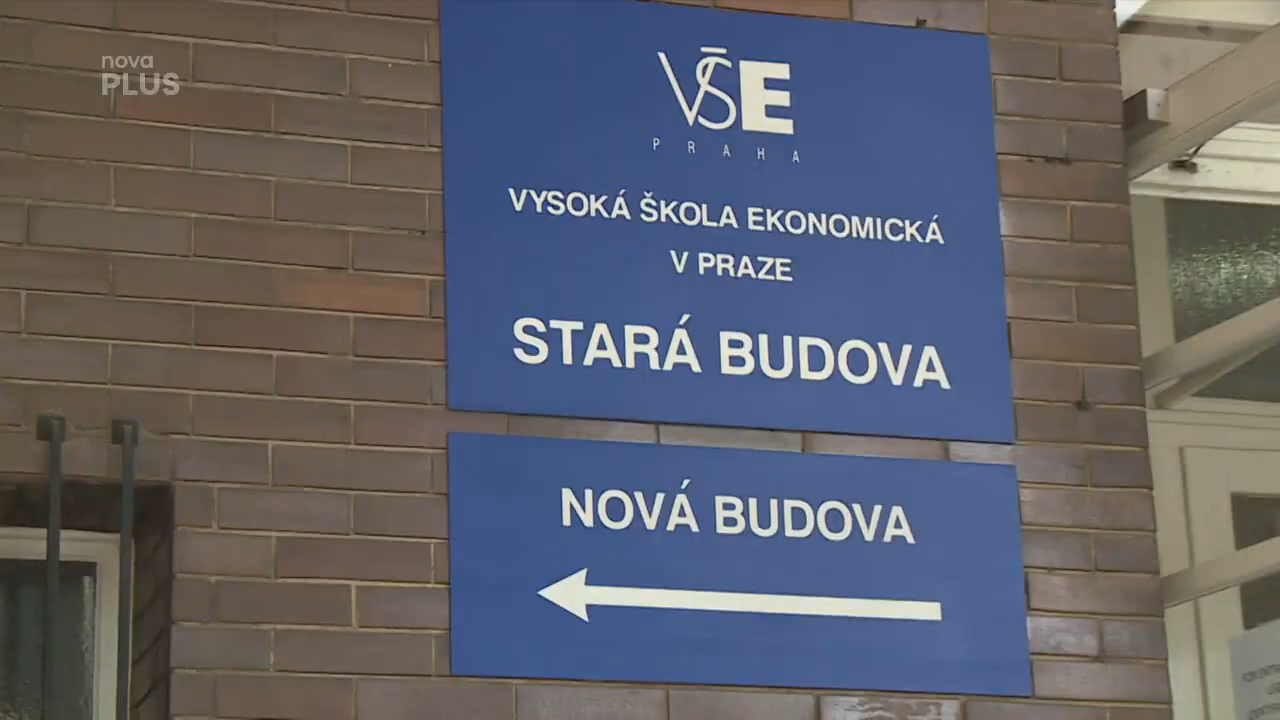 nova
PLUS
VŠE
PRAHA
VYSOKÁ ŠKOLA EKONOMICKÁ
V PRAZE
STARÁ BUDOVA
NOVÁ BUDOVA